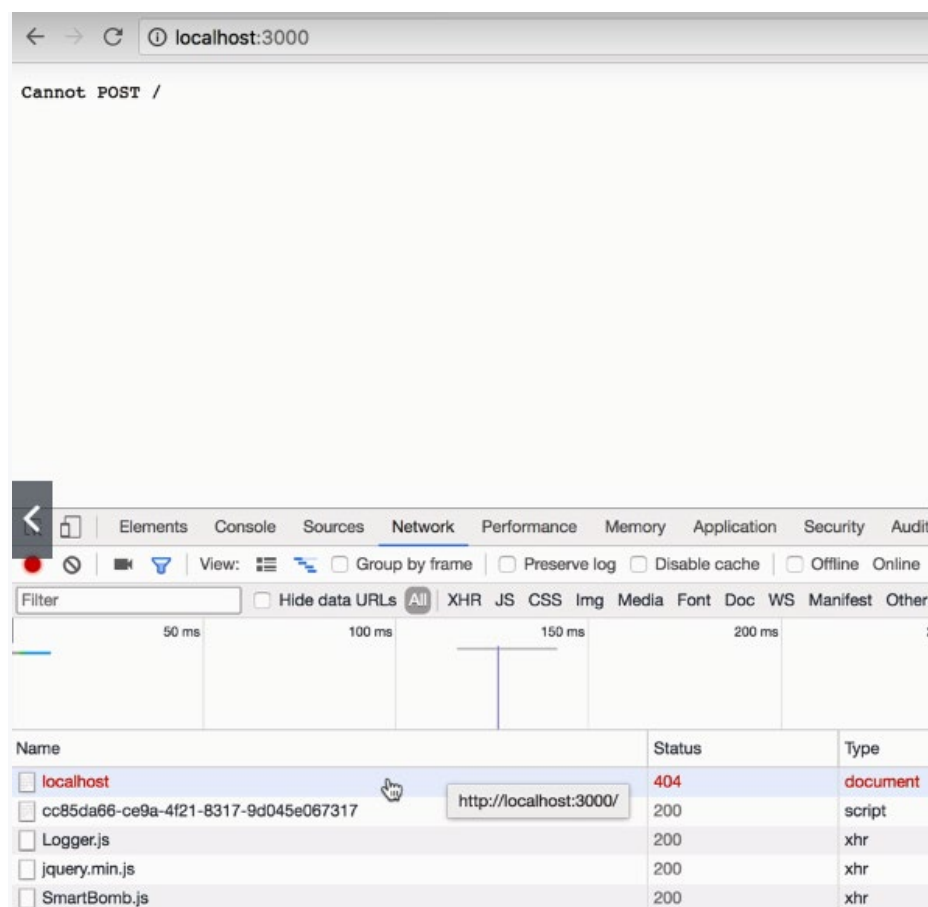 localhost:3000
Cannot POST /
Elements Console Sources Network Performance Memory Application Security Audit
View: Group by frame Preserve log Disable cache Offline Online
Filter Hide data URLs All XHR JS CSS Img Media Font Doc WS Manifest Other
50 ms 100 ms 150 ms 200 ms
Name Status Type
localhost 404 document
http://localhost:3000/
cc85da66-ce9a-4f21-8317-9d045e067317 200 script
Logger.js 200 xhr
jquery.min.js 200 xhr
SmartBomb.js 200 xhr